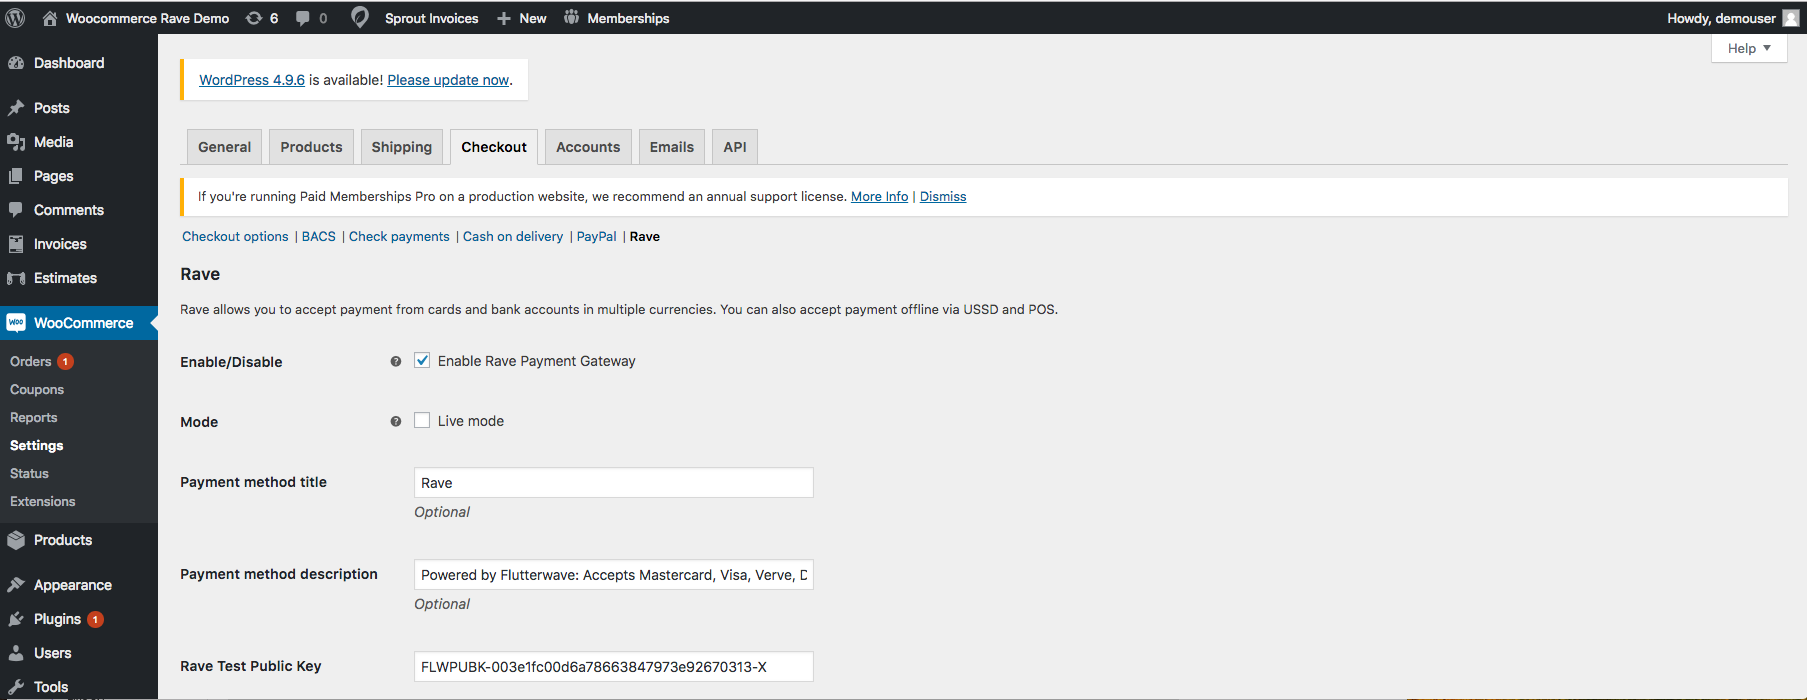 Woocommerce Rave Demo 6 0 Sprout Invoices New Memberships Howdy, demouser
Help
Dashboard
Posts
Media
Pages
Comments
Invoices
Estimates
WooCommerce
Orders 1
Coupons
Reports
Settings
Status
Extensions
Products
Appearance
Plugins 1
Users
Tools
WordPress 4.9.6 is available! Please update now.
General Products Shipping Checkout Accounts Emails API
If you're running Paid Memberships Pro on a production website, we recommend an annual support license. More Info | Dismiss
Checkout options | BACS | Check payments | Cash on delivery | PayPal | Rave
Rave
Rave allows you to accept payment from cards and bank accounts in multiple currencies. You can also accept payment offline via USSD and POS.
Enable/Disable Enable Rave Payment Gateway
Mode Live mode
Payment method title Rave
Optional
Payment method description Powered by Flutterwave: Accepts Mastercard, Visa, Verve, D
Optional
Rave Test Public Key FLWPUBK-003e1fc00d6a78663847973e92670313-X